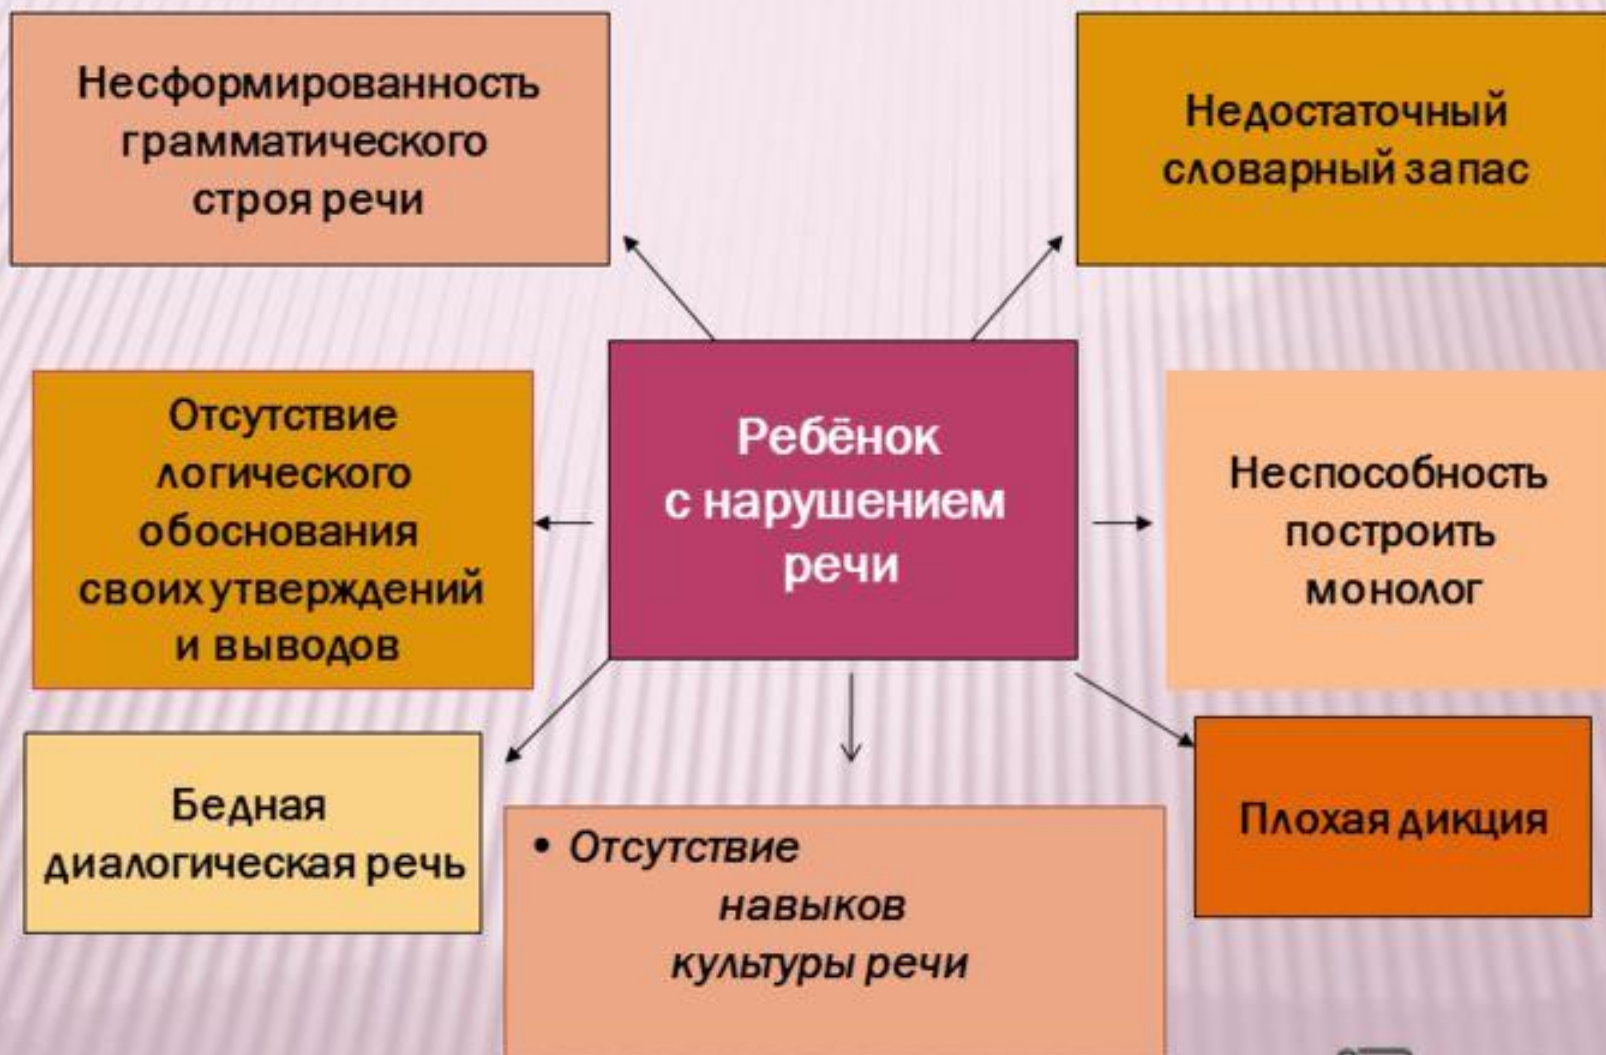 Несформированность
грамматического
строя речи
Недостаточный
словарный запас
Отсутствие
логического
обоснования
своих утверждений
и выводов
Ребёнок
с нарушением
речи
Неспособность
построить
монолог
Бедная
диалогическая речь
• Отсутствие
навыков
культуры речи
Плохая дикция